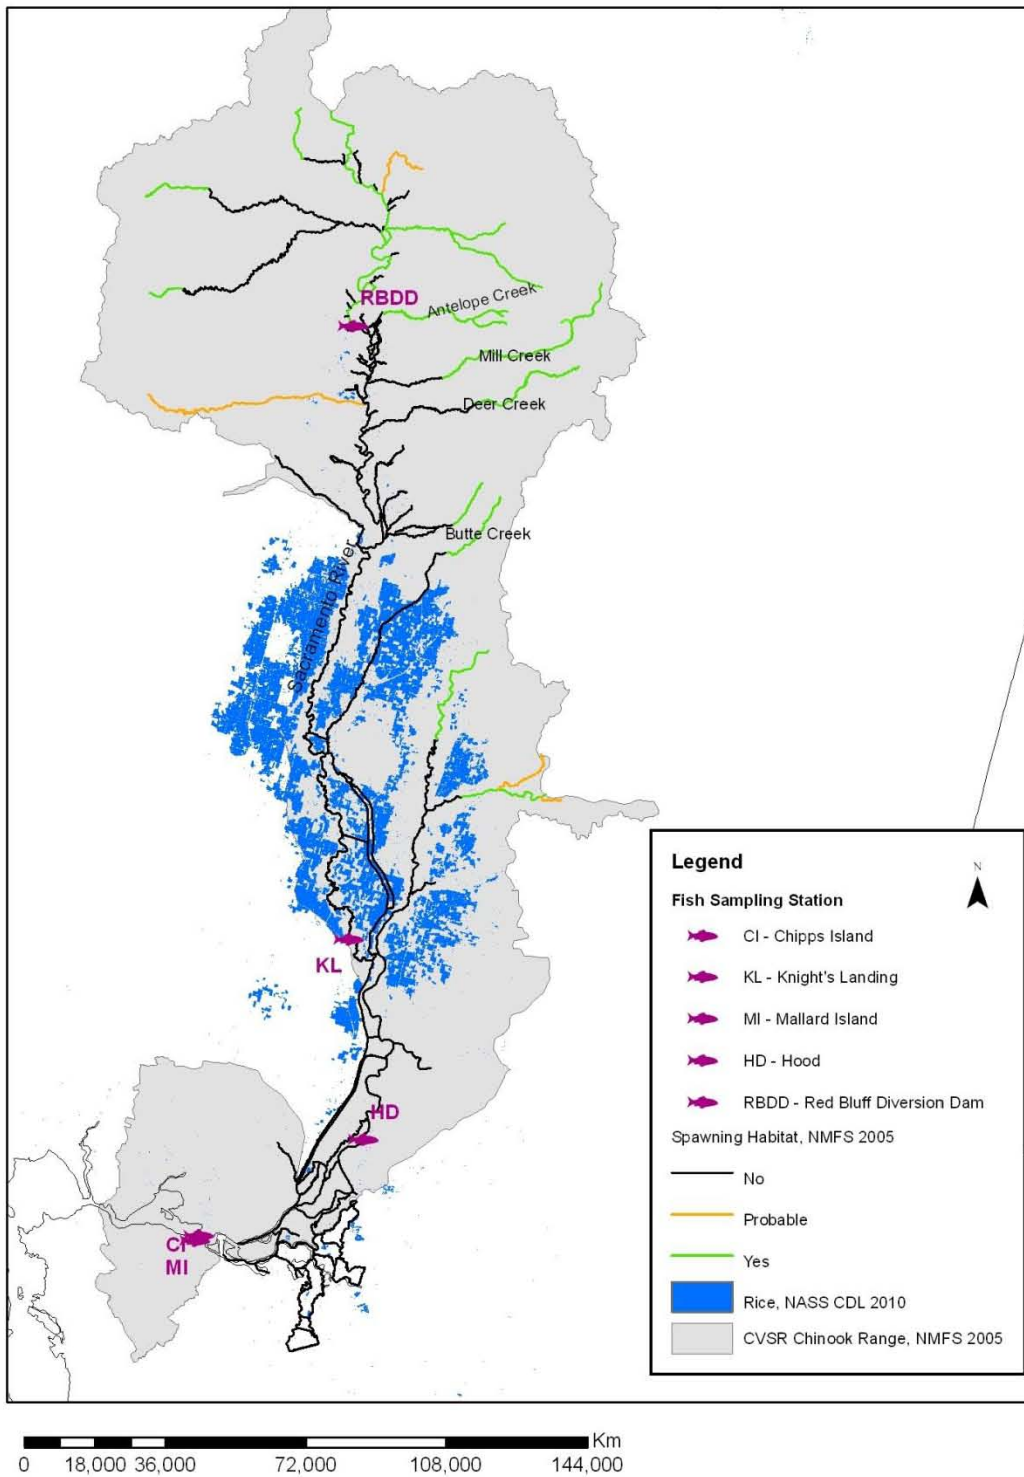 RBDD
Antelope Creek
Mill Creek
Deer Creek
Butte Creek
Sacramento River
KL
HD
CI
MI
Legend
N
Fish Sampling Station
CI - Chipps Island
KL - Knight's Landing
MI - Mallard Island
HD - Hood
RBDD - Red Bluff Diversion Dam
Spawning Habitat, NMFS 2005
No
Probable
Yes
Rice, NASS CDL 2010
CVSR Chinook Range, NMFS 2005
Km
0 18,000 36,000 72,000 108,000 144,000